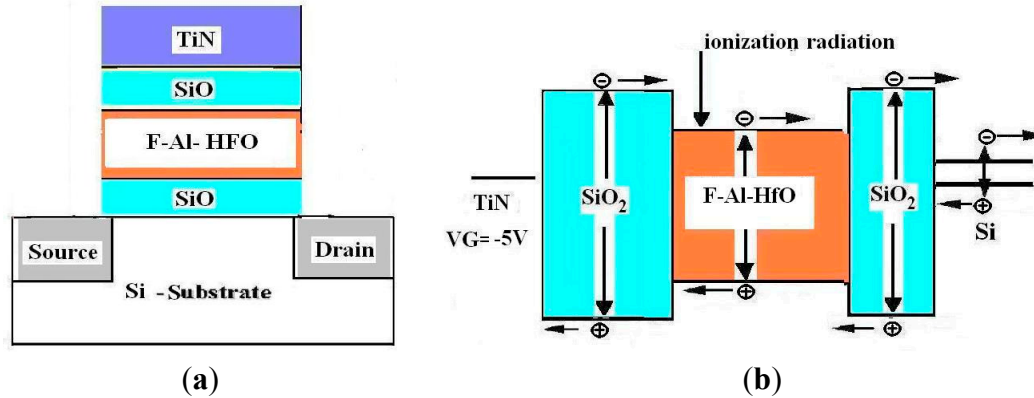 TiN
SiO
F-Al- HFO
SiO
Source
Drain
Si -Substrate
(a)
ionization radiation
TiN
VG= -5V
SiO₂
F-Al-HfO
SiO₂
Si
(b)